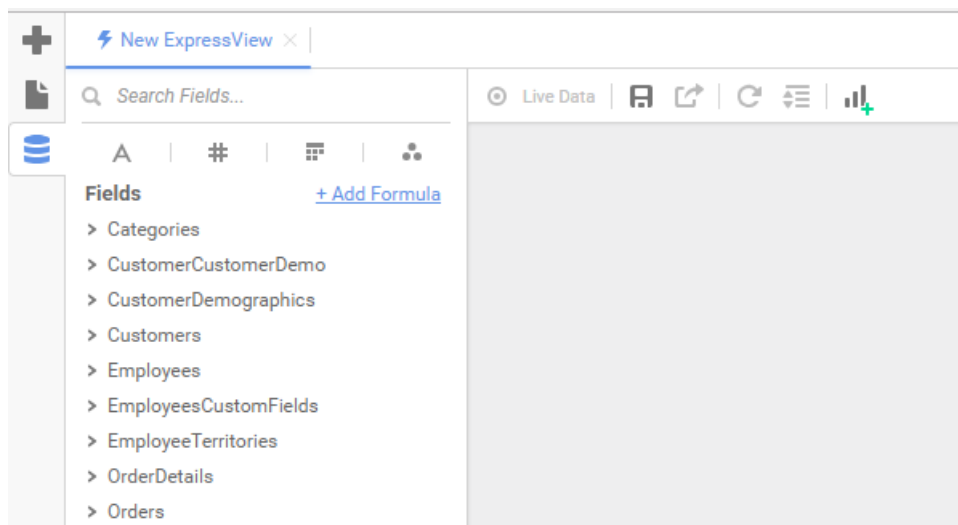 New ExpressView
Search Fields...
Live Data
A
#
Fields
+ Add Formula
Categories
CustomerCustomerDemo
CustomerDemographics
Customers
Employees
EmployeesCustomFields
EmployeeTerritories
OrderDetails
Orders